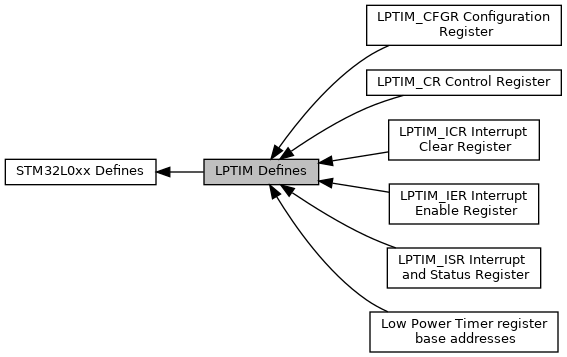 LPTIM_CFGR Configuration
Register
LPTIM_CR Control Register
LPTIM_ICR Interrupt
Clear Register
STM32L0xx Defines
LPTIM Defines
LPTIM_IER Interrupt
Enable Register
LPTIM_ISR Interrupt
and Status Register
Low Power Timer register
base addresses